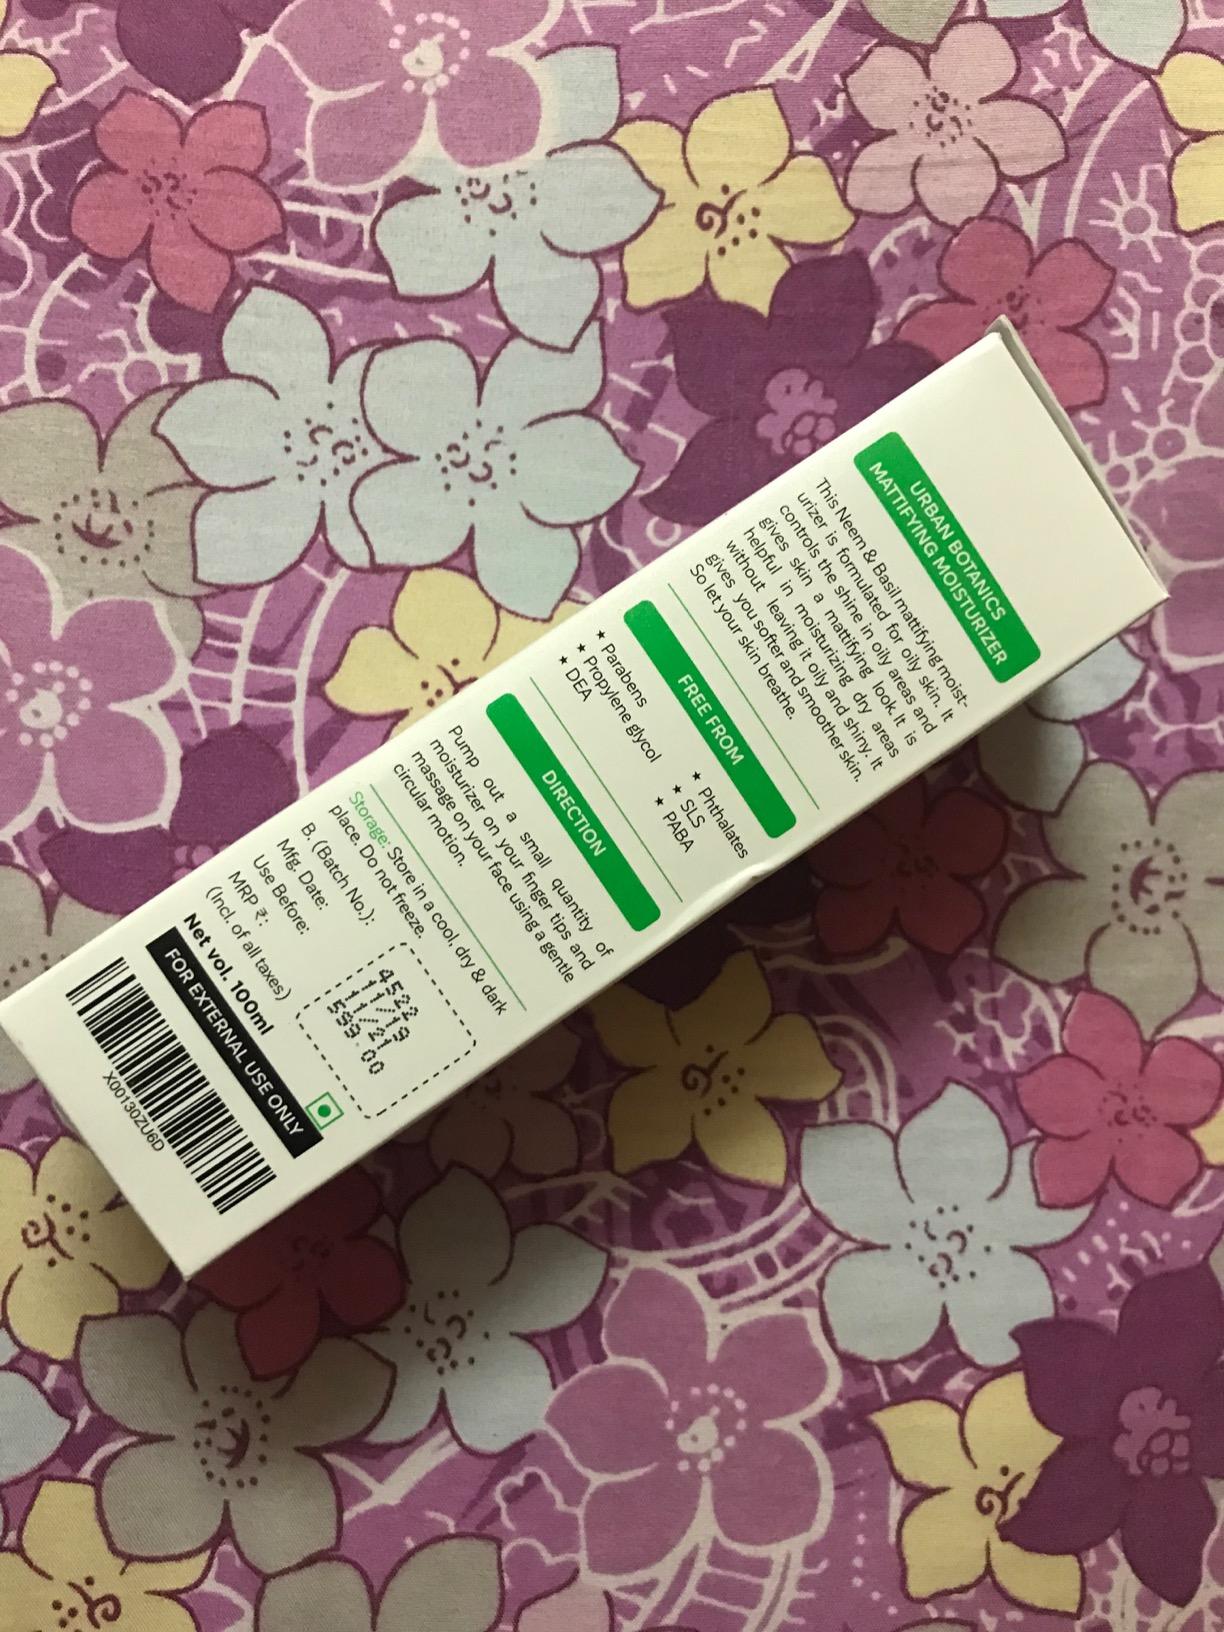 URBAN BOTANICS
MATTIFYING MOISTURIZER
This Neem & Basil mattifying moist-
urizer is formulated for oily skin. It
controls the shine in oily areas and
gives skin a mattifying look. It is
helpful in moisturizing dry areas
without leaving it oily and shiny. It
gives you softer and smoother skin.
So let your skin breathe.
FREE FROM
★ Parabens ★ Phthalates
★ Propylene glycol ★ SLS
★ DEA ★ PABA
DIRECTION
Pump out a small quantity of
moisturizer on your finger tips and
massage on your face using a gentle
circular motion.
Storage: Store in a cool, dry & dark
place. Do not freeze.
B. (Batch No.): 4522
Mfg. Date: 11/19
Use Before:
MRP ₹: 599.00
(Incl. of all taxes)
Net vol. 100ml
FOR EXTERNAL USE ONLY
X00130ZU6D